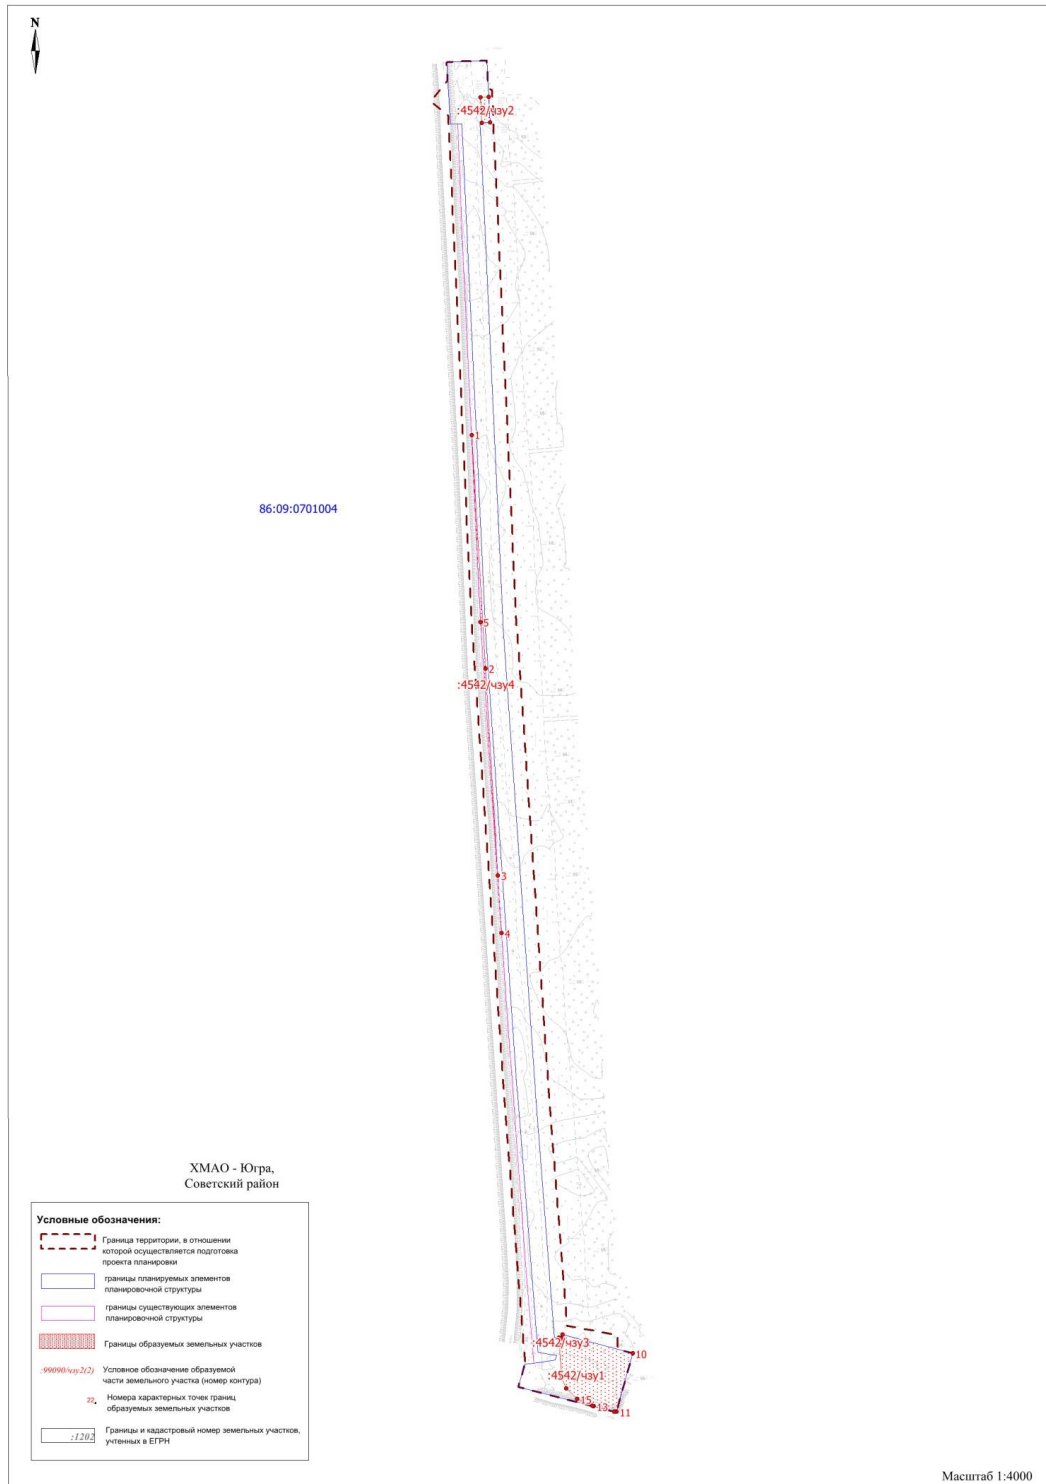 N
:4542/чзу2
1
86:09:0701004
5
2
:4542/чзу4
3
4
ХМАО - Югра,
Советский район
Условные обозначения:
Граница территории, в отношении
которой осуществляется подготовка
проекта планировки
границы планируемых элементов
планировочной структуры
границы существующих элементов
планировочной структуры
Границы образуемых земельных участков
:99090/чзу2(2) Условное обозначение образуемой
части земельного участка (номер контура)
22. Номера характерных точек границ
образуемых земельных участков
:1202 Границы и кадастровый номер земельных участков,
учтенных в ЕГРН
:4542/чзу3
10
:4542/чзу1
15
13
11
Масштаб 1:4000